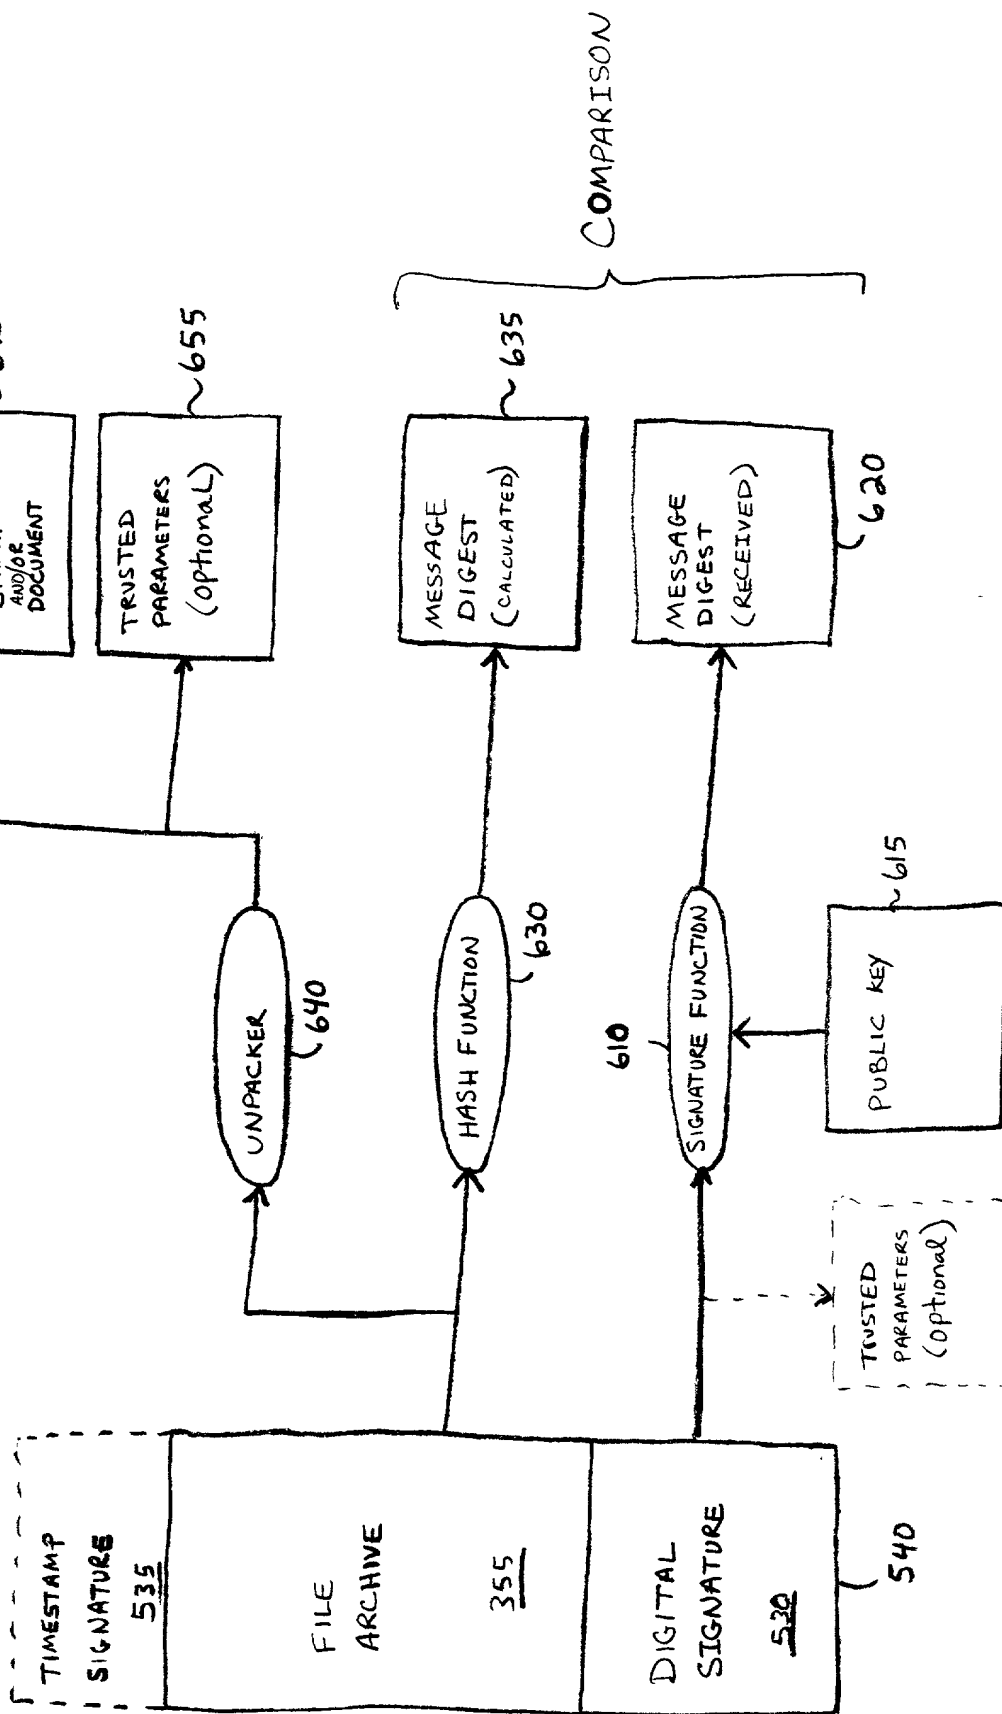 TIMESTAMP
SIGNATURE
535
FILE
ARCHIVE
355
DIGITAL
SIGNATURE
530
540
UNPACKER
640
HASH FUNCTION
630
610
SIGNATURE FUNCTION
PUBLIC KEY
615
TRUSTED
PARAMETERS
(optional)
AND/OR
DOCUMENT
TRUSTED
PARAMETERS
(optional)
655
MESSAGE
DIGEST
(CALCULATED)
635
MESSAGE
DIGEST
(RECEIVED)
620
COMPARISON